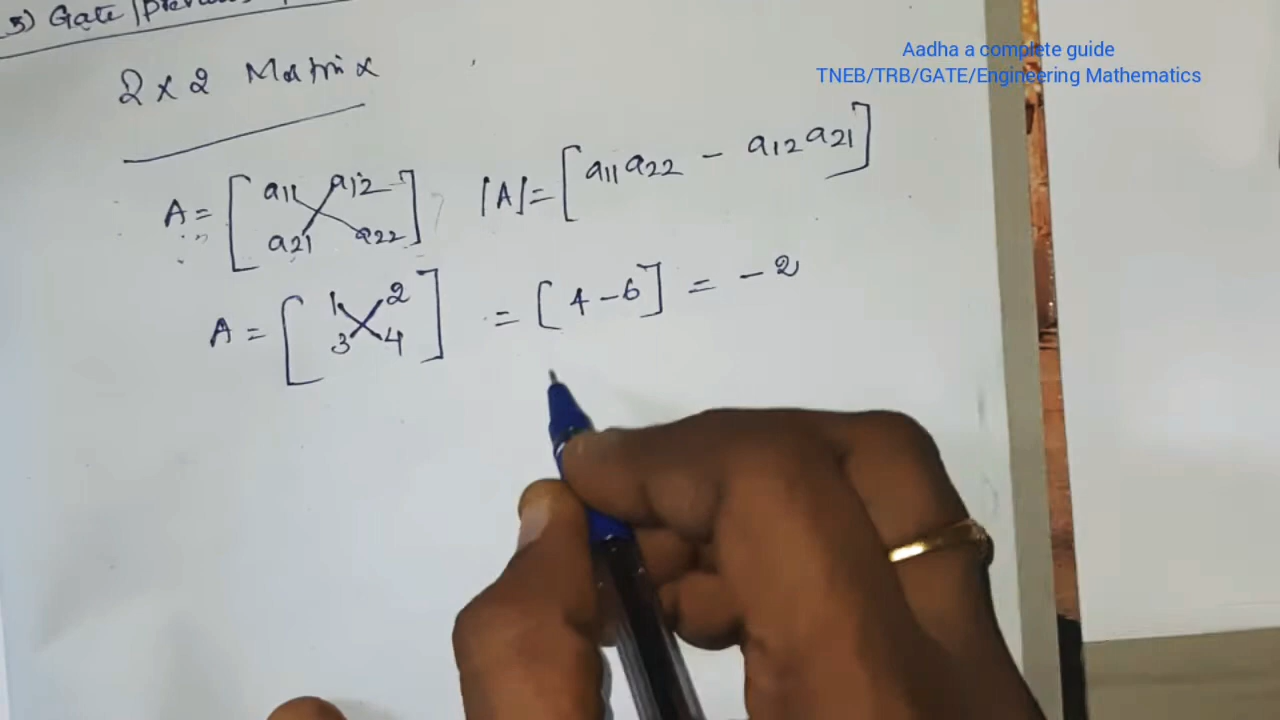 5) Gate
Aadha a complete guide
TNEB/TRB/GATE/Engineering Mathematics
2 x 2 Matrix
A = [ a11 a12 |A| = [ a11 a22 - a12 a21 ]
a21 a22 ]
A = [ 1 2 = [ 4 - 6 ] = - 2
3 4 ]